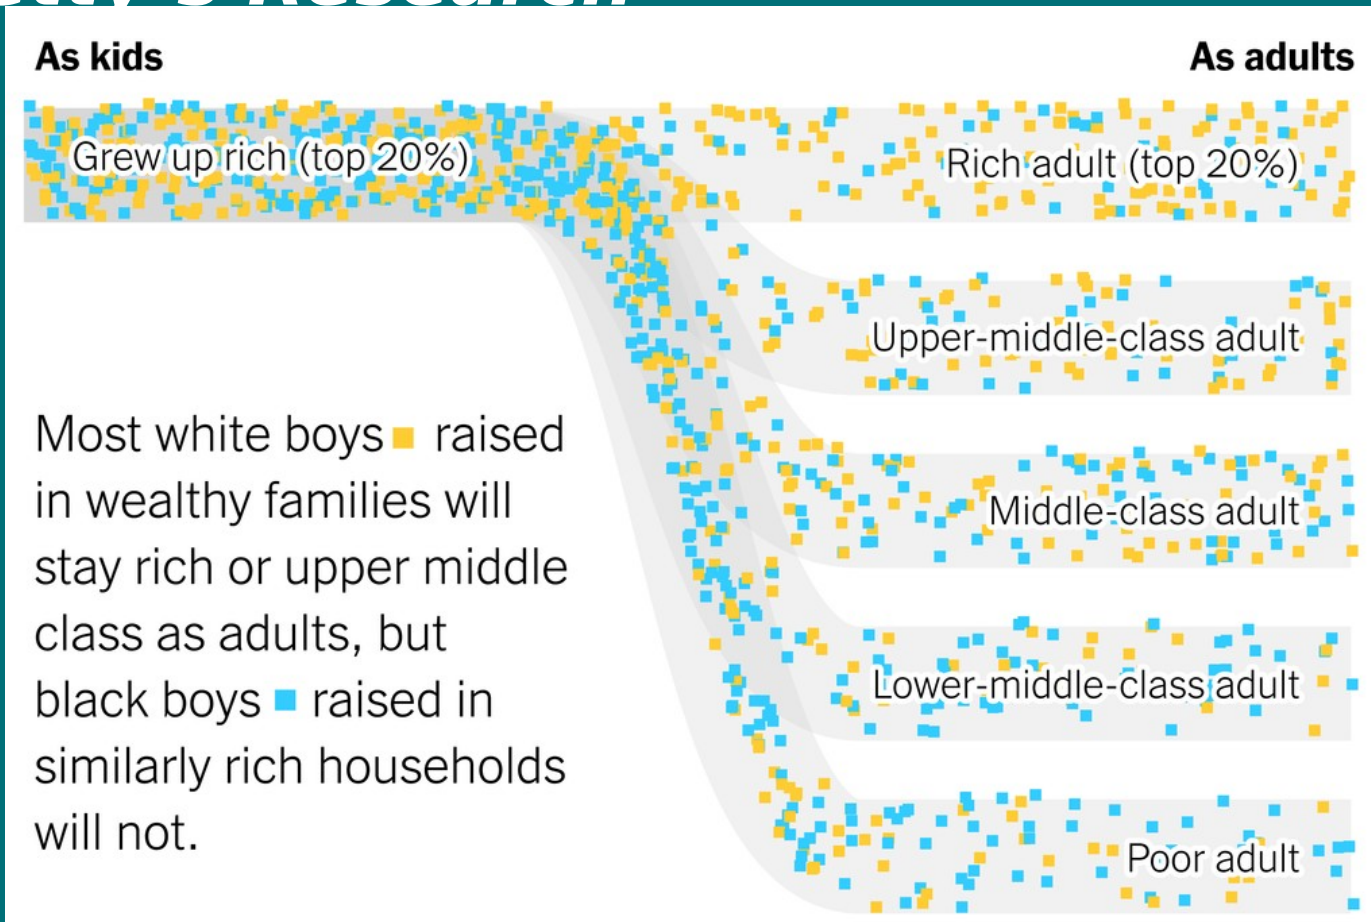 Research
As kids
As adults
Grew up rich (top 20%)
Rich adult (top 20%)
Upper-middle-class adult
Most white boys raised
in wealthy families will
stay rich or upper middle
class as adults, but
black boys raised in
similarly rich households
will not.
Middle-class adult
Lower-middle-class adult
Poor adult